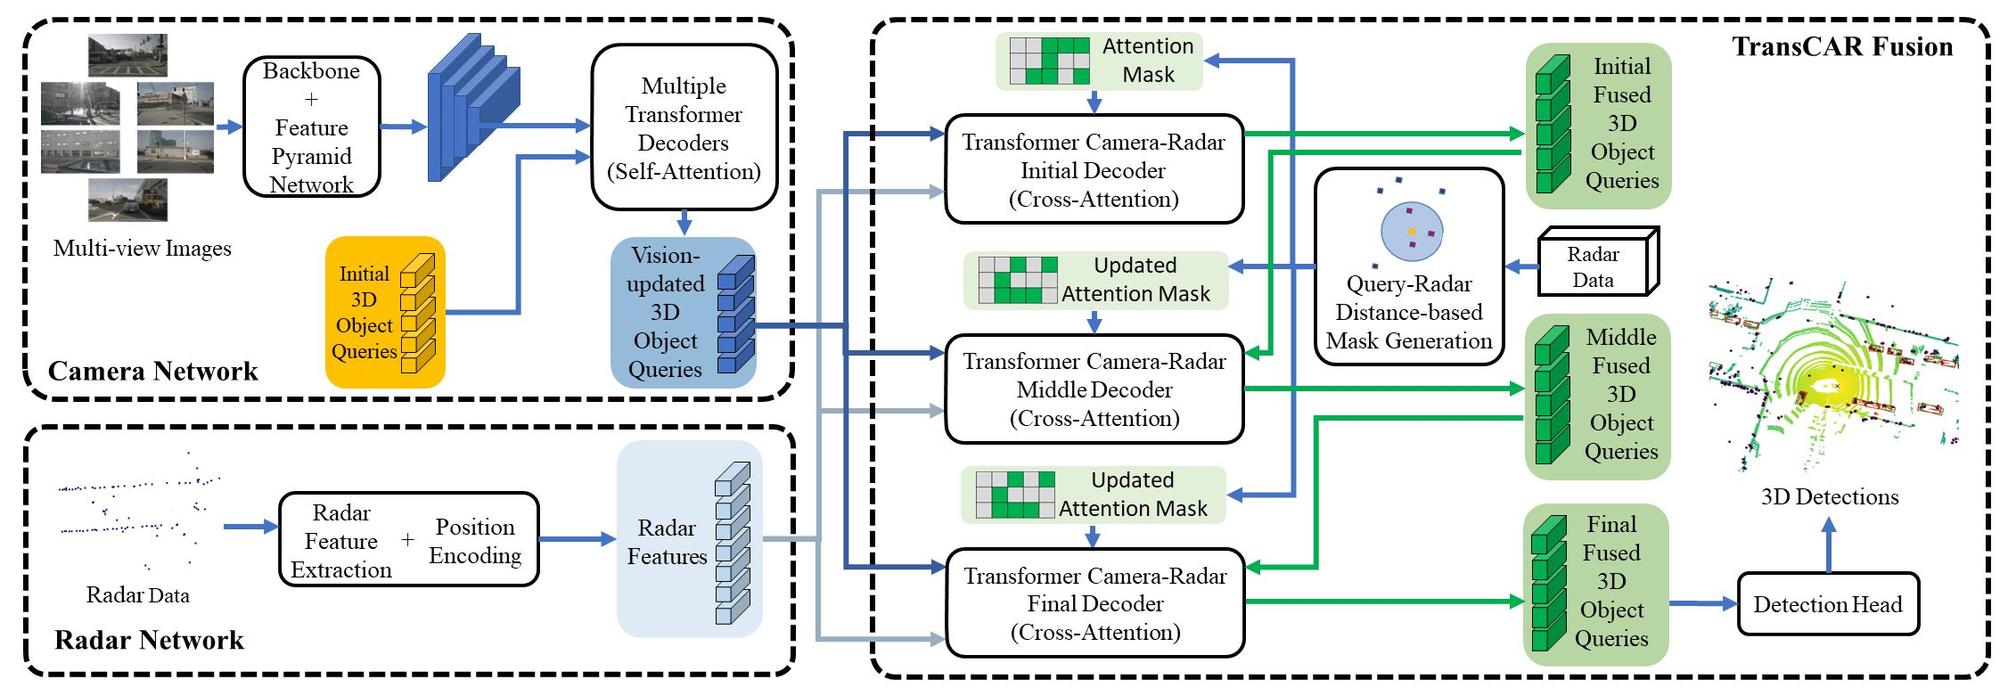 Multi-view Images
Backbone
+
Feature
Pyramid
Network
Multiple
Transformer
Decoders
(Self-Attention)
Initial
3D
Object
Queries
Vision-
updated
3D
Object
Queries
Camera Network
Radar Data
Radar
Feature
Extraction
+
Position
Encoding
Radar
Features
Radar Network
TransCAR Fusion
Attention
Mask
Transformer Camera-Radar
Initial Decoder
(Cross-Attention)
Initial
Fused
3D
Object
Queries
Updated
Attention Mask
Query-Radar
Distance-based
Mask Generation
Radar
Data
Transformer Camera-Radar
Middle Decoder
(Cross-Attention)
Middle
Fused
3D
Object
Queries
Updated
Attention Mask
Transformer Camera-Radar
Final Decoder
(Cross-Attention)
Final
Fused
3D
Object
Queries
Detection Head
3D Detections